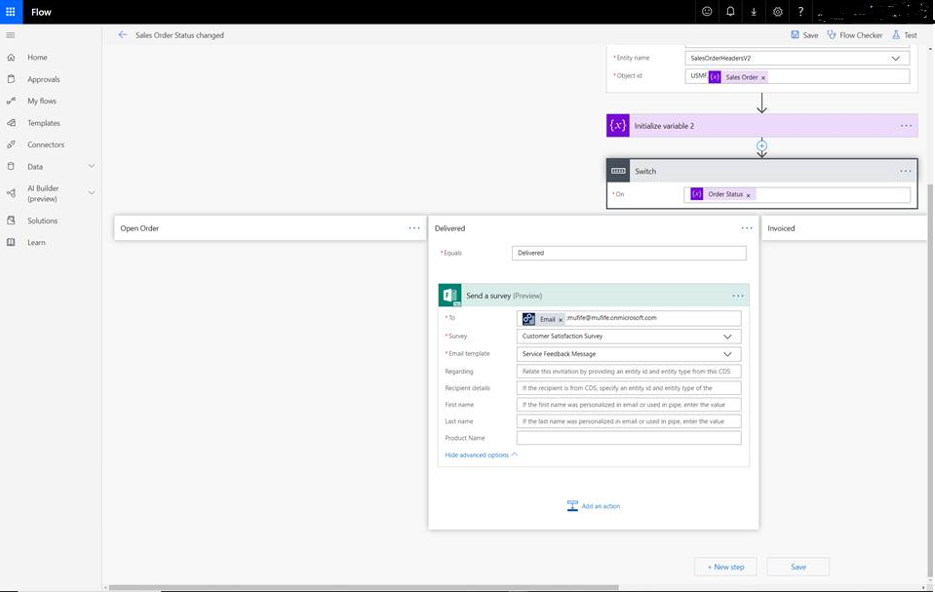 Flow
?
Sales Order Status changed
Save
Flow Checker
Test
Home
Approvals
My flows
Templates
Connectors
Data
AI Builder
(preview)
Solutions
Learn
* Entity name
SalesOrderHeadersV2
* Object id
USMF,
{x}
Sales Order ×
{x}
Initialize variable 2
...
Switch
...
* On
{x}
Order Status ×
Open Order
...
Delivered
...
Invoiced
* Equals
Delivered
Send a survey (Preview)
...
* To
Email ×
;mufife@mufife.onmicrosoft.com
* Survey
Customer Satisfaction Survey
* Email template
Service Feedback Message
Regarding
Relate this invitation by providing an entity id and entity type from this CDS
Recipient details
If the recipient is from CDS, specify an entity id and entity type of the
First name
If the first name was personalized in email or used in pipe, enter the value
Last name
If the last name was personalized in email or used in pipe, enter the value
Product Name
Hide advanced options
Add an action
+ New step
Save